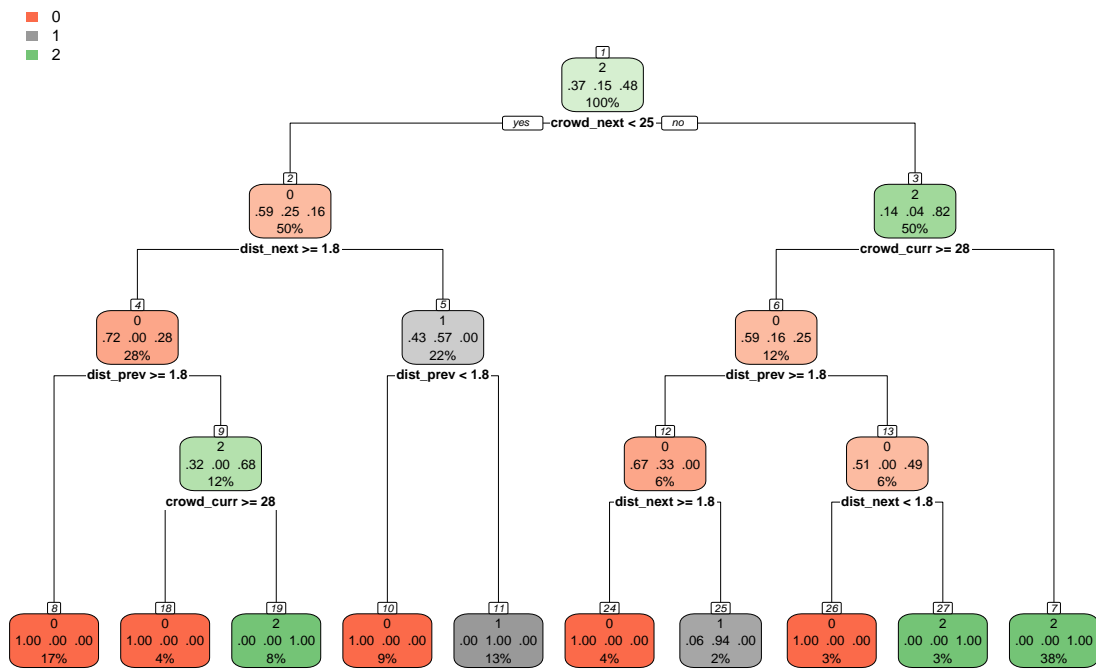 0
1
2
1
2
.37 .15 .48
100%
yes crowd_next < 25 no
2
0
.59 .25 .16
50%
dist_next >= 1.8
3
2
.14 .04 .82
50%
crowd_curr >= 28
4
0
.72 .00 .28
28%
dist_prev >= 1.8
5
1
.43 .57 .00
22%
dist_prev < 1.8
6
0
.59 .16 .25
12%
dist_prev >= 1.8
9
2
.32 .00 .68
12%
crowd_curr >= 28
12
0
.67 .33 .00
6%
dist_next >= 1.8
13
0
.51 .00 .49
6%
dist_next < 1.8
8
0
1.00 .00 .00
17%
18
0
1.00 .00 .00
4%
19
2
.00 .00 1.00
8%
10
0
1.00 .00 .00
9%
11
1
.00 1.00 .00
13%
24
0
1.00 .00 .00
4%
25
1
.06 .94 .00
2%
26
0
1.00 .00 .00
3%
27
2
.00 .00 1.00
3%
7
2
.00 .00 1.00
38%